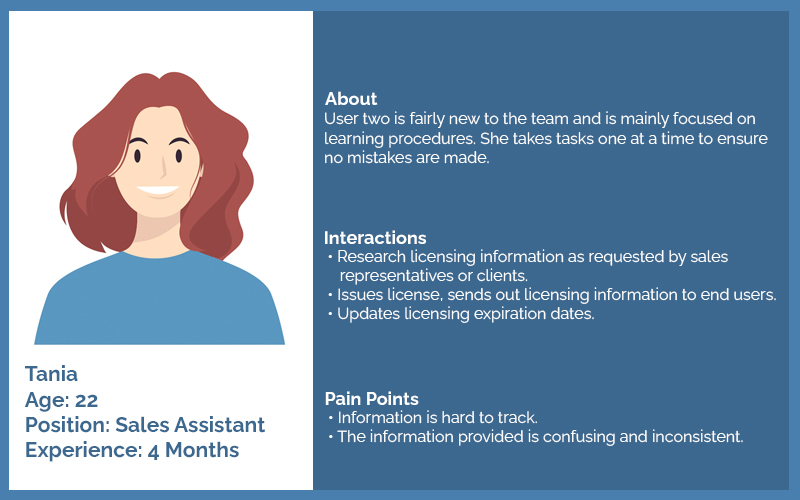 Tania
Age: 22
Position: Sales Assistant
Experience: 4 Months
About
User two is fairly new to the team and is mainly focused on
learning procedures. She takes tasks one at a time to ensure
no mistakes are made.
Interactions
• Research licensing information as requested by sales
representatives or clients.
• Issues license, sends out licensing information to end users.
• Updates licensing expiration dates.
Pain Points
• Information is hard to track.
• The information provided is confusing and inconsistent.